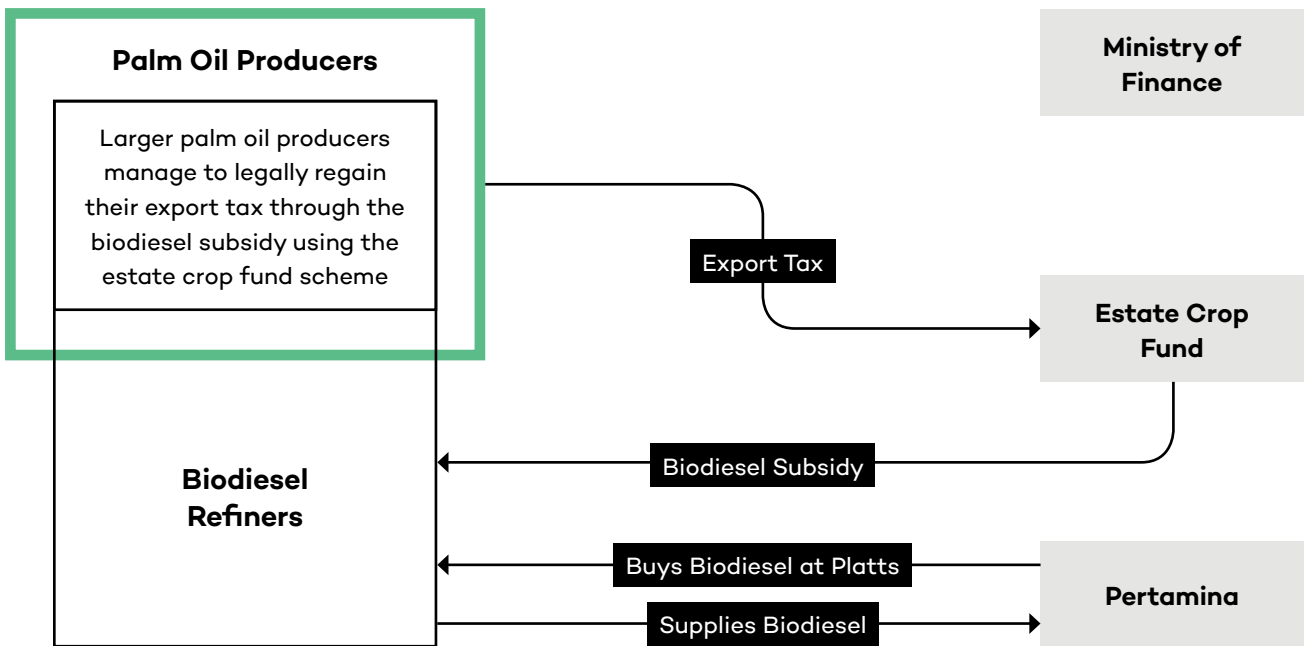 Palm Oil Producers
Larger palm oil producers
manage to legally regain
their export tax through the
biodiesel subsidy using the
estate crop fund scheme
Ministry of
Finance
Export Tax
Estate Crop
Fund
Biodiesel Subsidy
Biodiesel
Refiners
Buys Biodiesel at Platts
Supplies Biodiesel
Pertamina